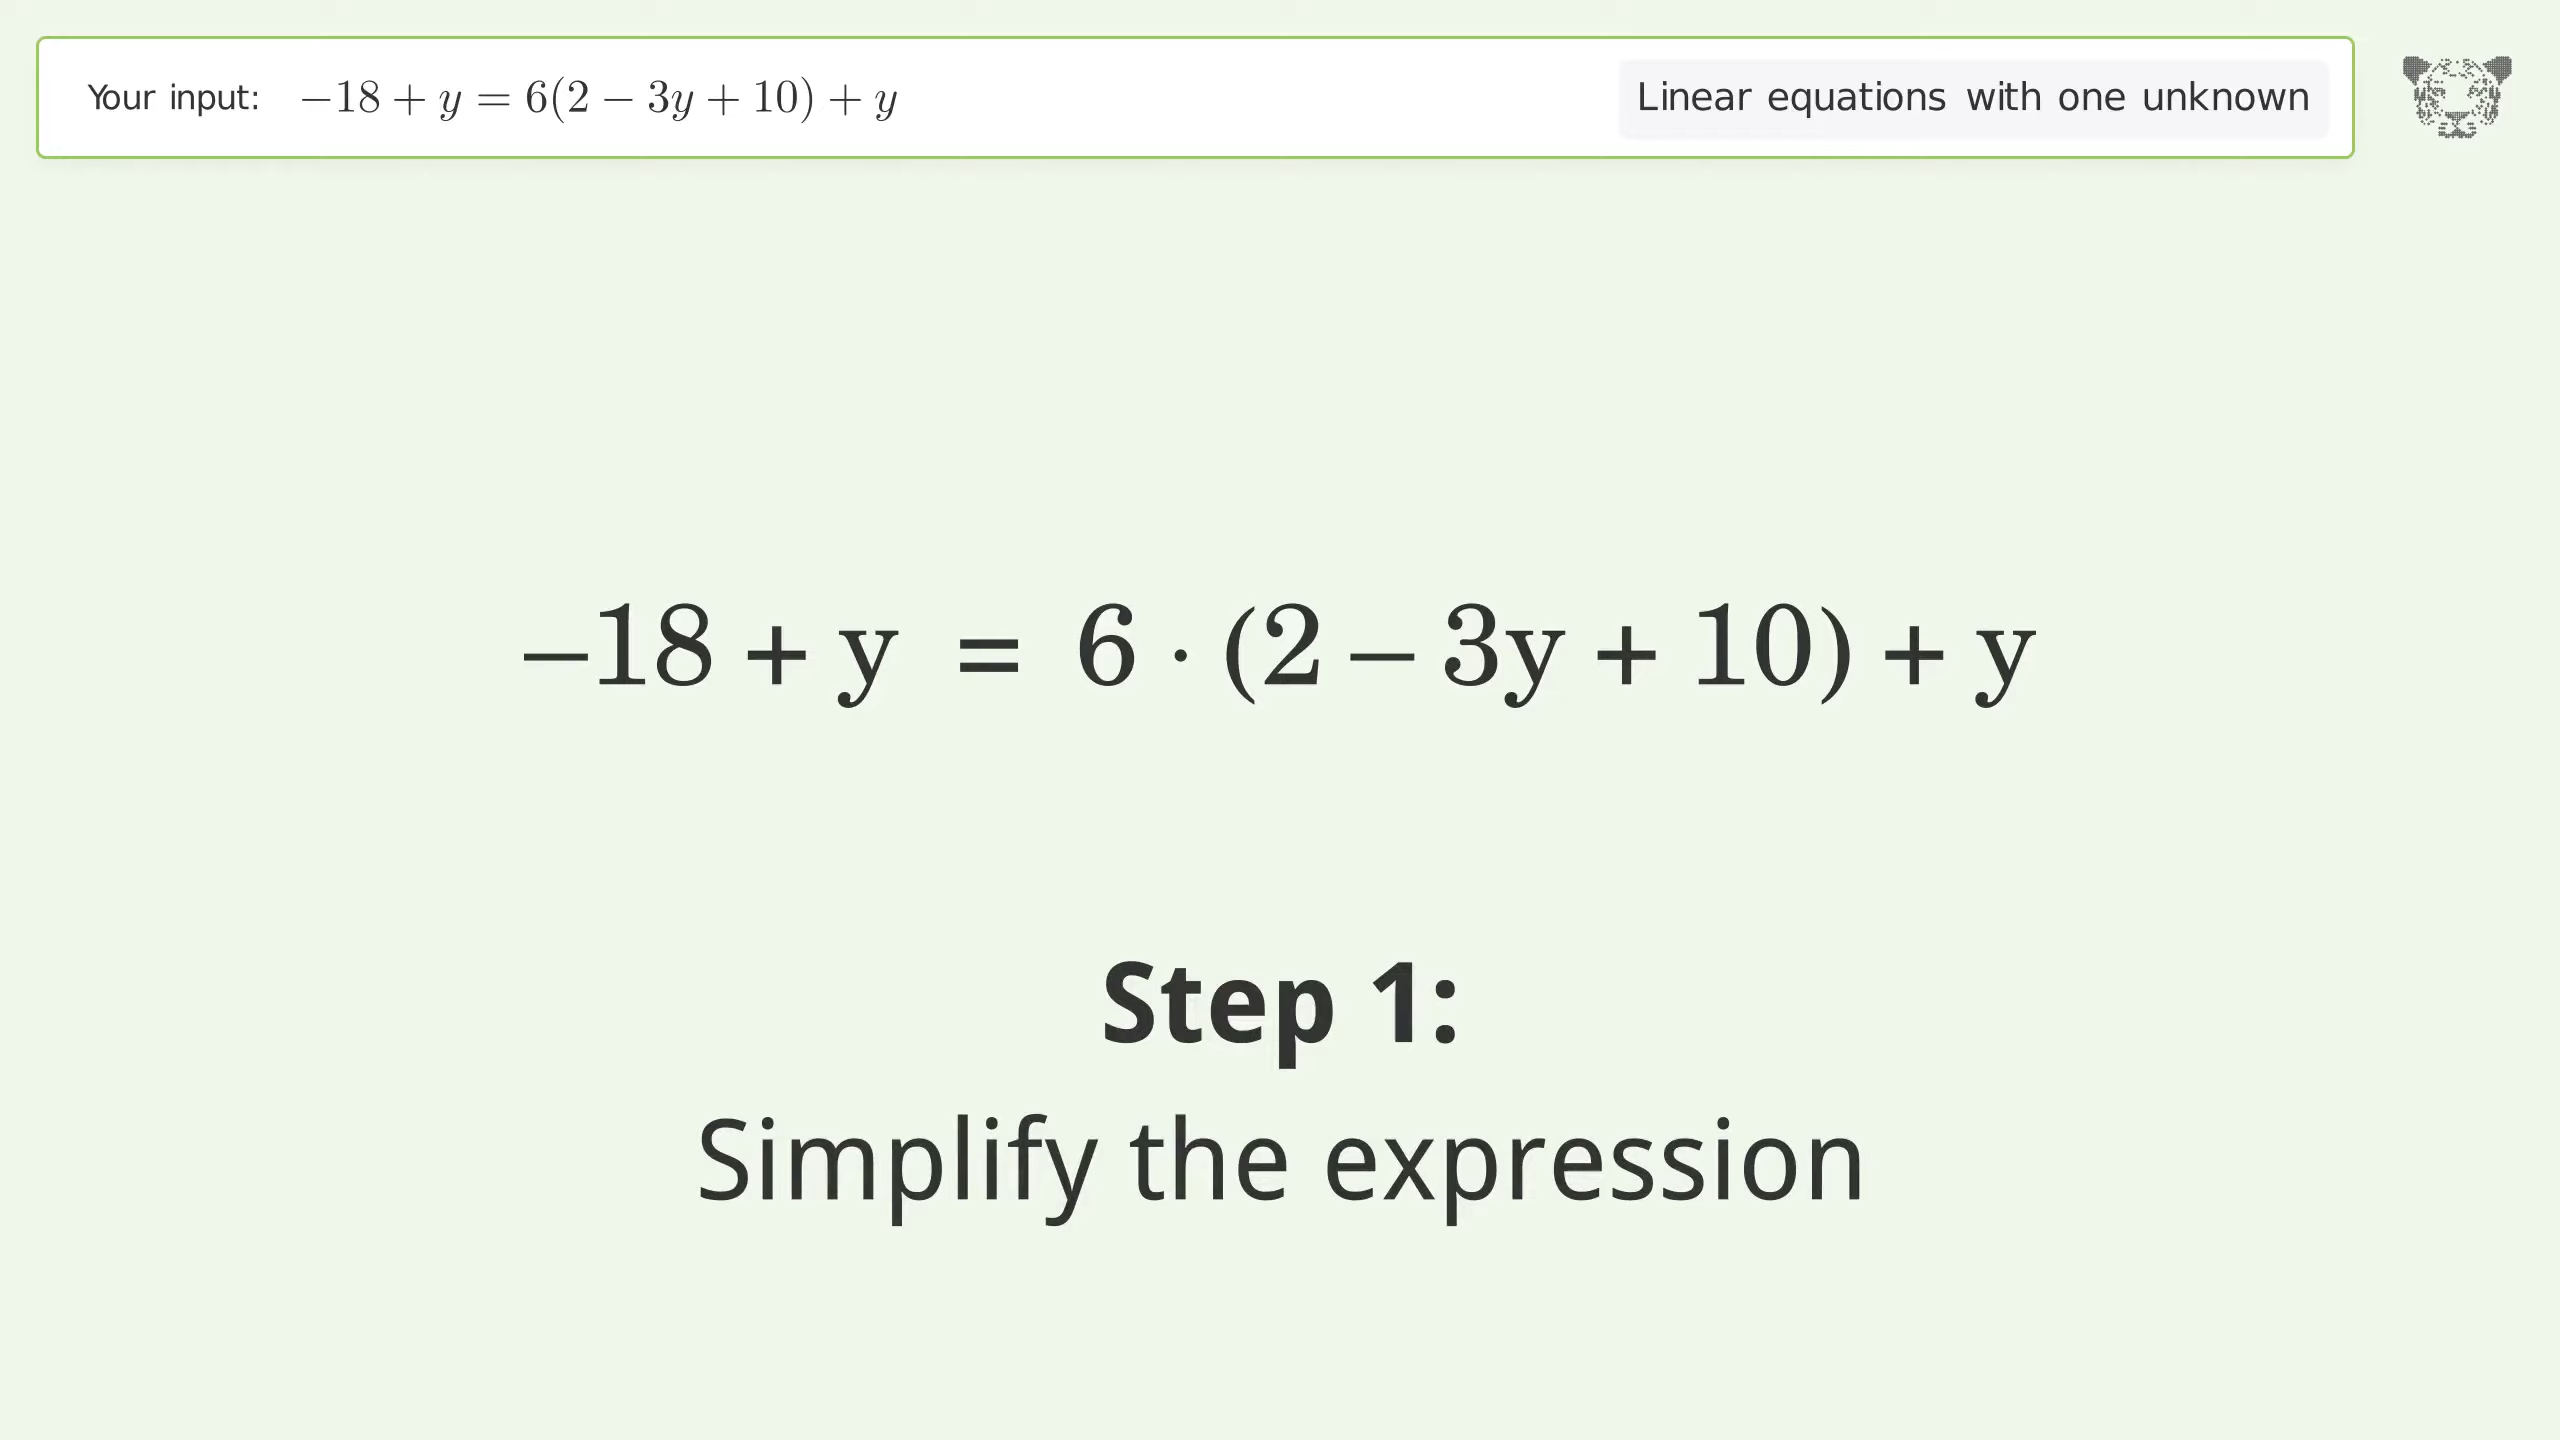 Your input: −18 + y = 6(2 − 3y + 10) + y
Linear equations with one unknown
−18 + y = 6 · (2 − 3y + 10) + y
Step 1:
Simplify the expression